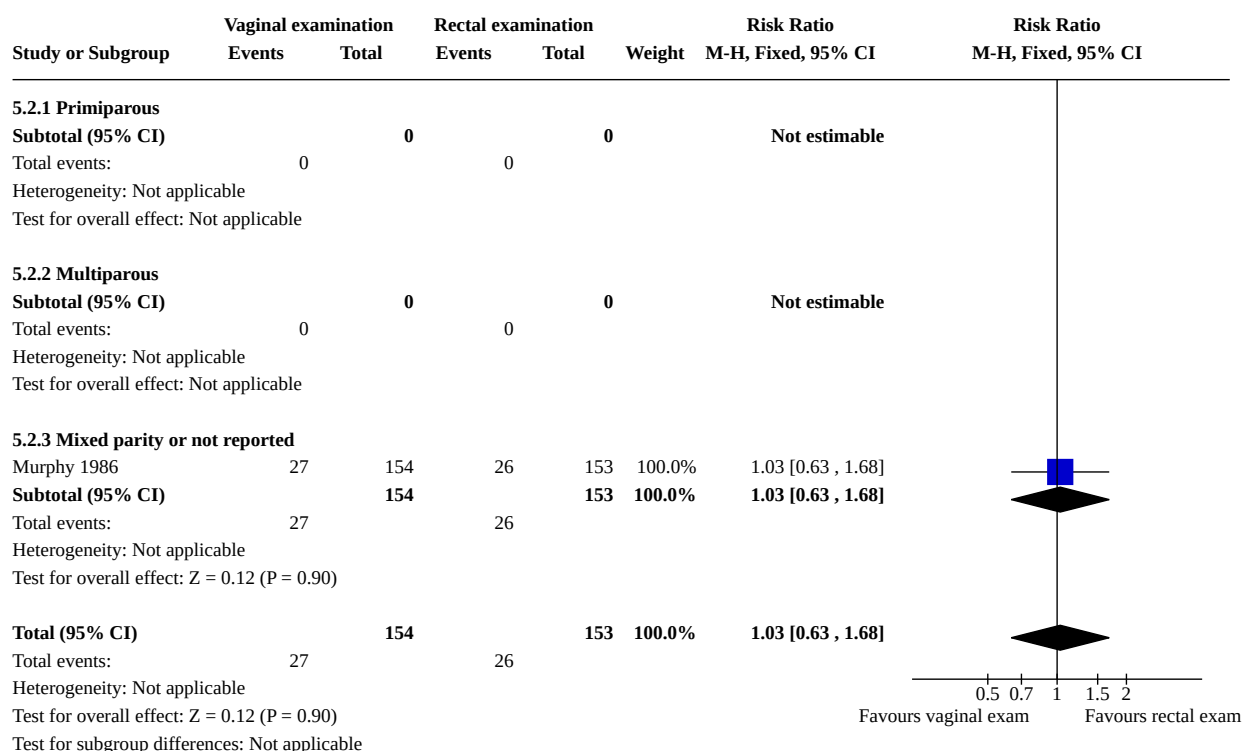 Vaginal examination Rectal examination Risk Ratio Risk Ratio
Study or Subgroup Events Total Events Total Weight M-H, Fixed, 95% CI M-H, Fixed, 95% CI
5.2.1 Primiparous
Subtotal (95% CI) 0 0 Not estimable
Total events: 0 0
Heterogeneity: Not applicable
Test for overall effect: Not applicable
5.2.2 Multiparous
Subtotal (95% CI) 0 0 Not estimable
Total events: 0 0
Heterogeneity: Not applicable
Test for overall effect: Not applicable
5.2.3 Mixed parity or not reported
Murphy 1986 27 154 26 153 100.0% 1.03 [0.63 , 1.68]
Subtotal (95% CI) 154 153 100.0% 1.03 [0.63 , 1.68]
Total events: 27 26
Heterogeneity: Not applicable
Test for overall effect: Z = 0.12 (P = 0.90)
Total (95% CI) 154 153 100.0% 1.03 [0.63 , 1.68]
Total events: 27 26
Heterogeneity: Not applicable 0.5 0.7 1 1.5 2
Test for overall effect: Z = 0.12 (P = 0.90) Favours vaginal exam Favours rectal exam
Test for subgroup differences: Not applicable